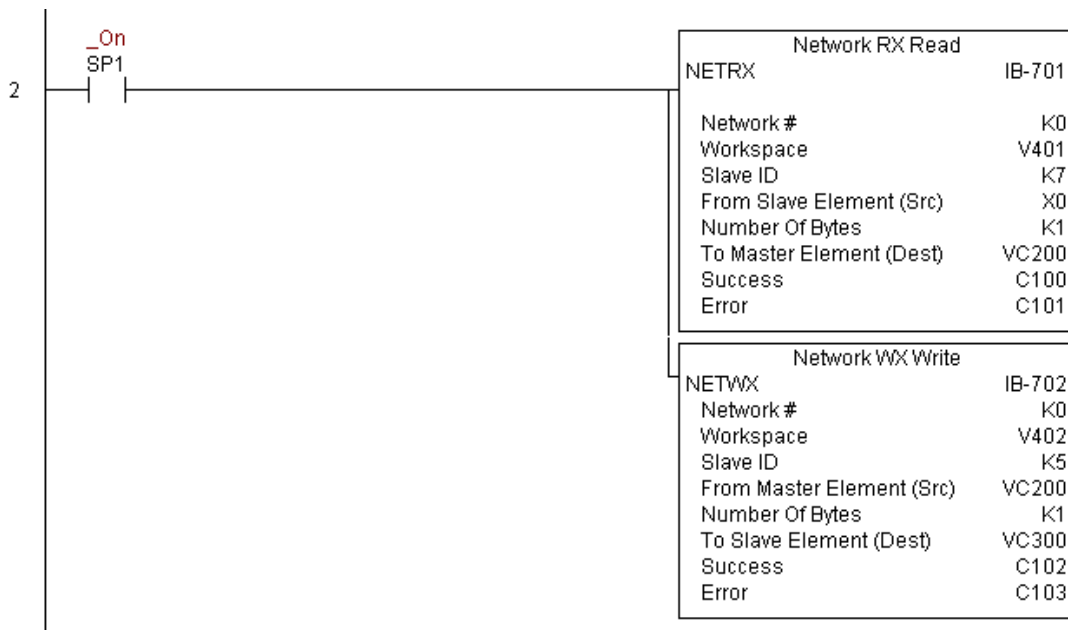 _On
SP1
2
Network RX Read
NETRX IB-701
Network # K0
Workspace V401
Slave ID K7
From Slave Element (Src) X0
Number Of Bytes K1
To Master Element (Dest) VC200
Success C100
Error C101
Network WX Write
NETWX IB-702
Network # K0
Workspace V402
Slave ID K5
From Master Element (Src) VC200
Number Of Bytes K1
To Slave Element (Dest) VC300
Success C102
Error C103